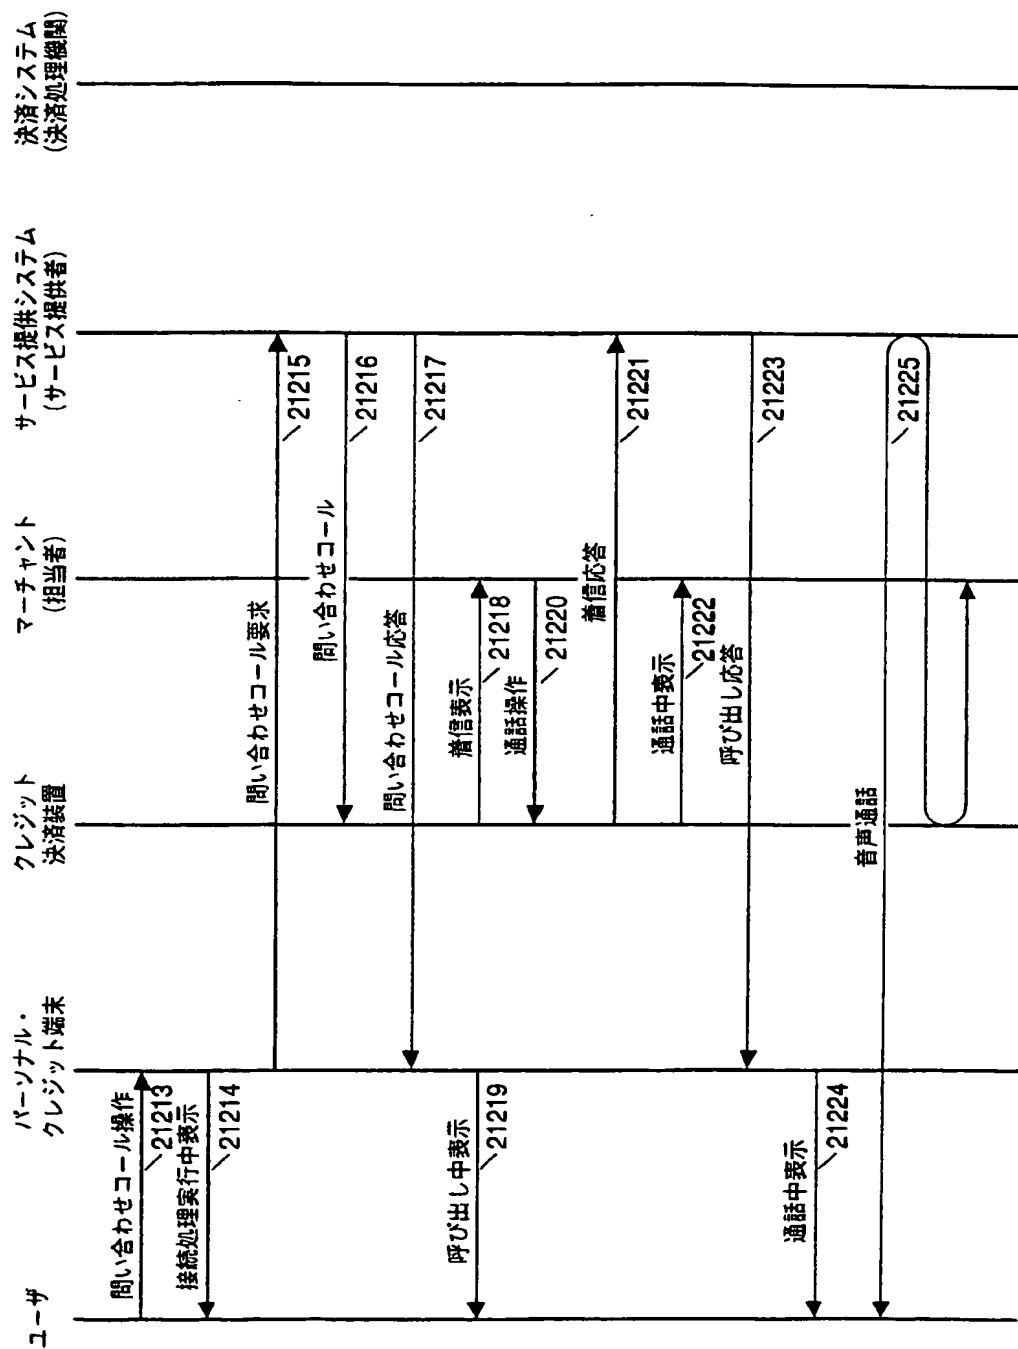 ユーザ
パーソナル・
クレジット端末
クレジット
決済装置
マーチャント
(担当者)
サービス提供システム
(サービス提供者)
決済システム
(決済処理機関)
問い合わせコール操作
21213
接続処理実行中表示
21214
問い合わせコール要求
21215
問い合わせコール
21216
問い合わせコール応答
21217
着信表示
21218
呼び出し中表示
21219
通話操作
21220
着信応答
21221
通話中表示
21222
呼び出し応答
21223
通話中表示
21224
音声通話
21225